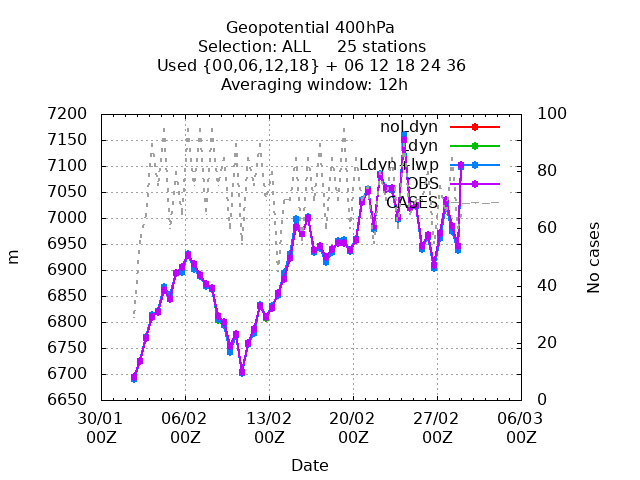 Geopotential 400hPa
Selection: ALL     25 stations
Used {00,06,12,18} + 06 12 18 24 36
Averaging window: 12h
7200
7150
7100
7050
7000
6950
6900
6850
6800
6750
6700
6650
m
100
80
60
40
20
0
No cases
noLdyn
Ldyn
Ldyn+lwp
OBS
CASES
30/01 06/02 13/02 20/02 27/02 06/03
00Z 00Z 00Z 00Z 00Z 00Z
Date